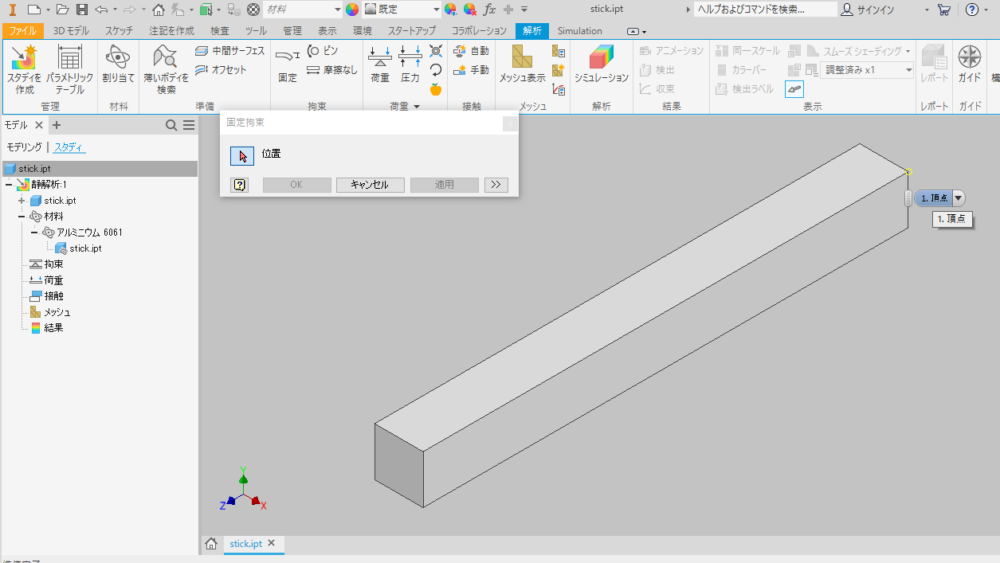 材料
既定
fx
stick.ipt
ヘルプおよびコマンドを検索...
サインイン
ファイル 3D モデル スケッチ 注記を作成 検査 ツール 管理 表示 環境 スタートアップ コラボレーション 解析 Simulation
スタディを
作成
パラメトリック
テーブル
管理
割り当て
材料
薄いボディを
検索
中間サーフェス
オフセット
準備
固定
ピン
摩擦なし
拘束
荷重
圧力
荷重
自動
手動
接触
メッシュ表示
メッシュ
シミュレーション
解析
アニメーション
検出
収束
結果
同一スケール
カラーバー
検出ラベル
スムーズ シェーディング
調整済み x1
表示
レポート
レポート
ガイド
ガイド
モデル
モデリング
スタディ
stick.ipt
静解析:1
stick.ipt
材料
アルミニウム 6061
stick.ipt
拘束
荷重
接触
メッシュ
結果
固定拘束
位置
OK
キャンセル
適用
>>
1. 頂点
1. 頂点
Y
Z
X
stick.ipt